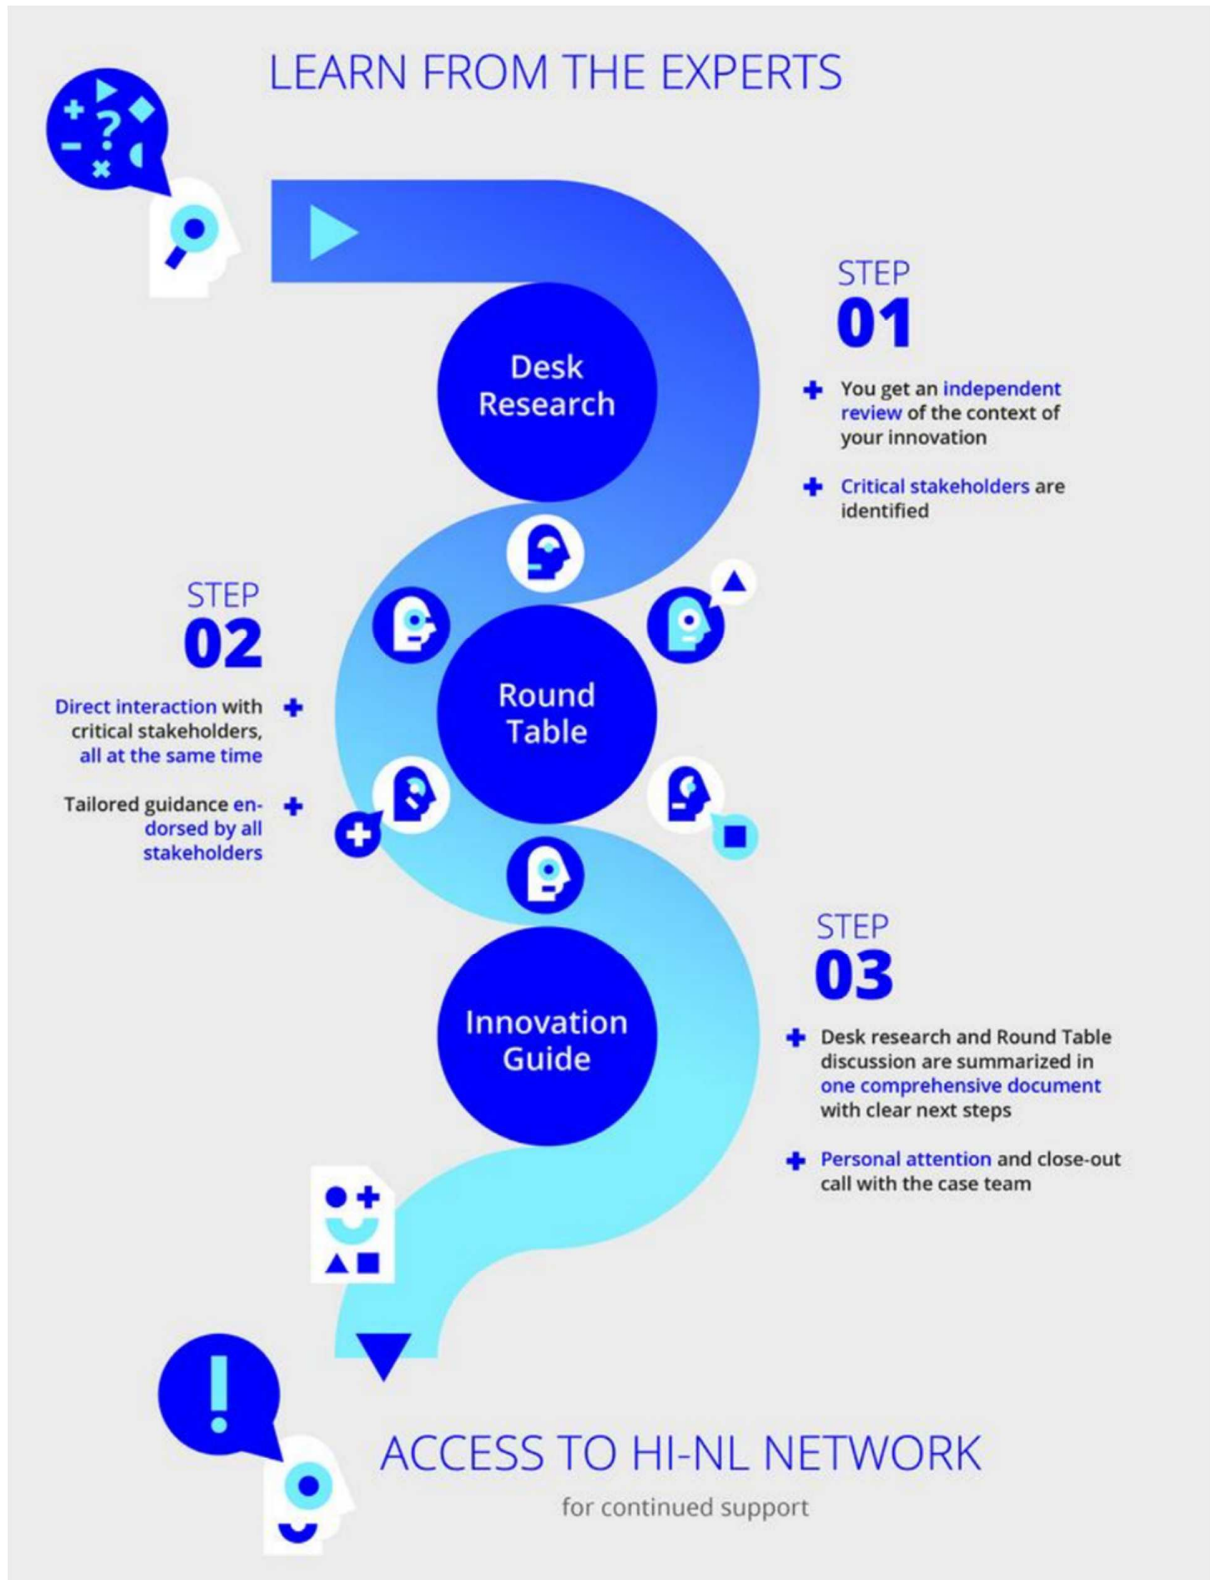 LEARN FROM THE EXPERTS
?
Desk
Research
STEP
01
You get an independent
review of the context of
your innovation
Critical stakeholders are
identified
STEP
02
Direct interaction with
critical stakeholders,
all at the same time
Tailored guidance en-
dorsed by all
stakeholders
Round
Table
Innovation
Guide
STEP
03
Desk research and Round Table
discussion are summarized in
one comprehensive document
with clear next steps
Personal attention and close-out
call with the case team
!
ACCESS TO HI-NL NETWORK
for continued support